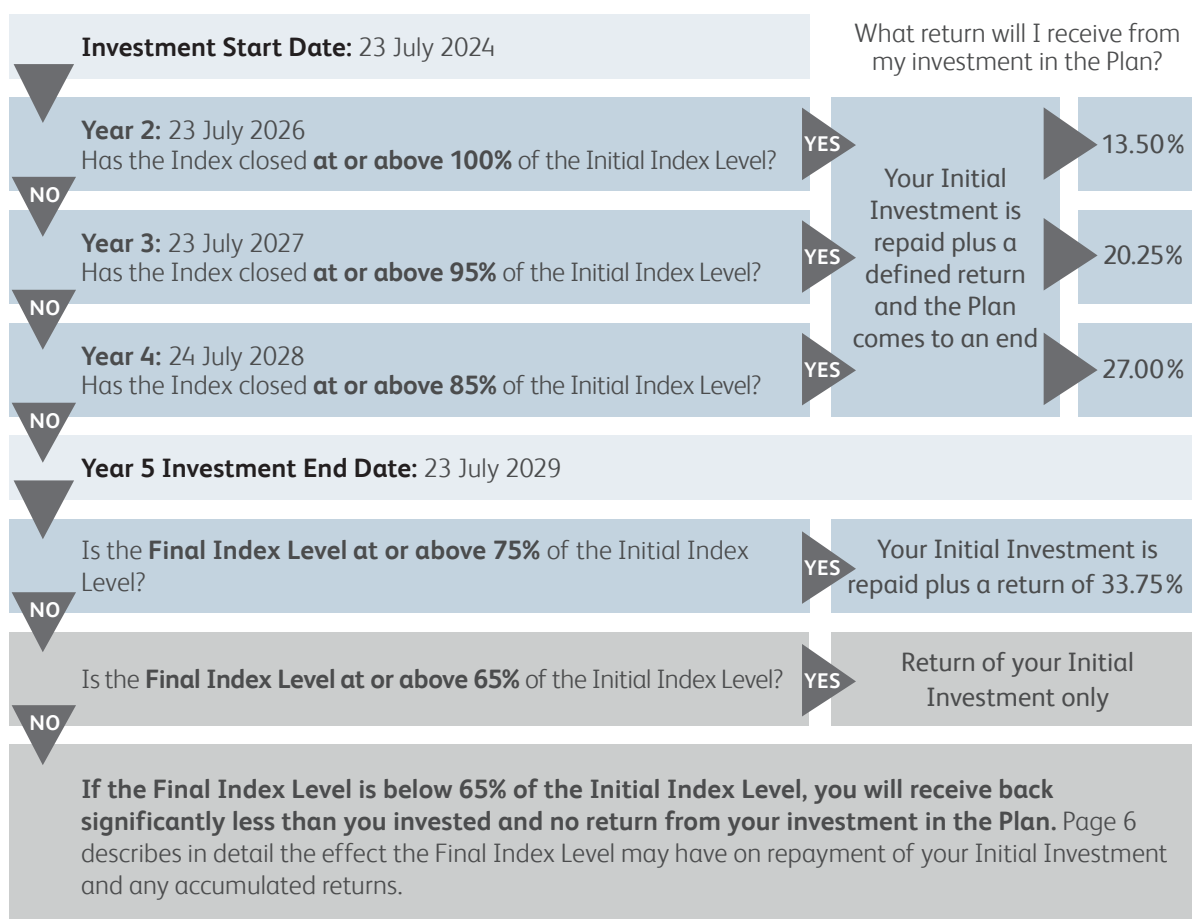 Investment Start Date: 23 July 2024
What return will I receive from
my investment in the Plan?
Year 2: 23 July 2026
Has the Index closed at or above 100% of the Initial Index Level?
YES
13.50%
NO
Year 3: 23 July 2027
Has the Index closed at or above 95% of the Initial Index Level?
YES
Your Initial
Investment is
repaid plus a
defined return
and the Plan
comes to an end
20.25%
NO
Year 4: 24 July 2028
Has the Index closed at or above 85% of the Initial Index Level?
YES
27.00%
NO
Year 5 Investment End Date: 23 July 2029
Is the Final Index Level at or above 75% of the Initial Index
Level?
YES
Your Initial Investment is
repaid plus a return of 33.75%
NO
Is the Final Index Level at or above 65% of the Initial Index Level?
YES
Return of your Initial
Investment only
NO
If the Final Index Level is below 65% of the Initial Index Level, you will receive back
significantly less than you invested and no return from your investment in the Plan. Page 6
describes in detail the effect the Final Index Level may have on repayment of your Initial Investment
and any accumulated returns.